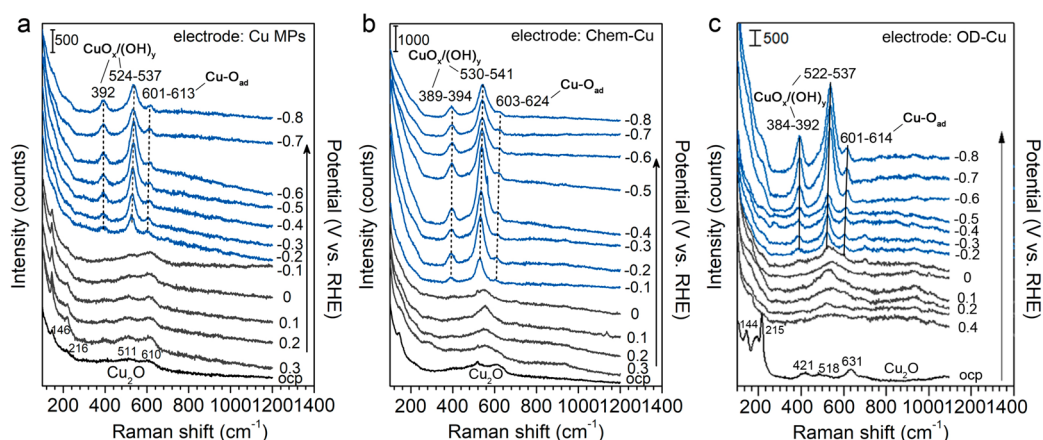 a
500
electrode: Cu MPs
CuOx/(OH)y
524-537
392
601-613
Cu-Oad
-0.8
-0.7
-0.6
-0.5
-0.4
-0.3
-0.2
-0.1
0
0.1
0.2
0.3
ocp
146
216
511
610
Cu2O
Intensity (counts)
Potential (V vs. RHE)
200 400 600 800 1000 1200 1400
Raman shift (cm-1)
b
1000
electrode: Chem-Cu
CuOx/(OH)y
530-541
389-394
603-624
Cu-Oad
-0.8
-0.7
-0.6
-0.5
-0.4
-0.3
-0.2
-0.1
0
0.1
0.2
0.3
ocp
Cu2O
Intensity (counts)
Potential (V vs. RHE)
200 400 600 800 1000 1200 1400
Raman shift (cm-1)
c
500
electrode: OD-Cu
522-537
CuOx/(OH)y
384-392
601-614
Cu-Oad
-0.8
-0.7
-0.6
-0.5
-0.4
-0.3
-0.2
0
0.1
0.2
0.4
ocp
144
215
421
518
631
Cu2O
Intensity (counts)
Potential (V vs. RHE)
200 400 600 800 1000 1200 1400
Raman shift (cm-1)